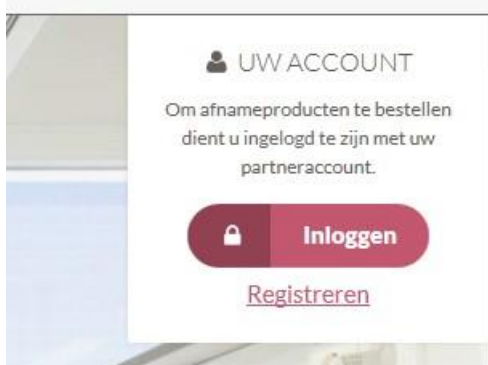 UW ACCOUNT
Om afnameproducten te bestellen
dient u ingelogd te zijn met uw
partneraccount.
Inloggen
Registreren